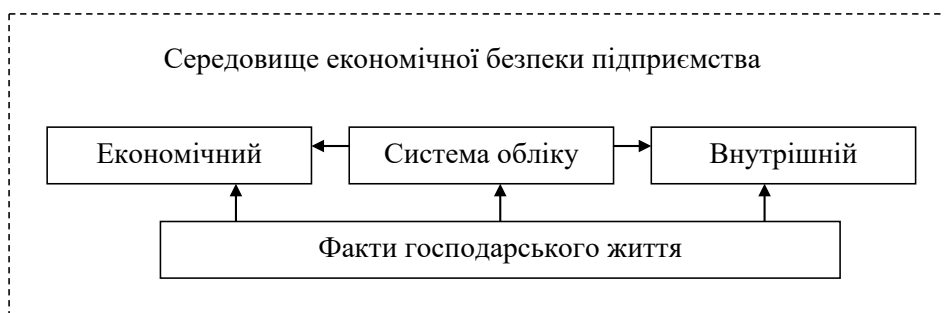 Середовище економічної безпеки підприємства
Економічний
Система обліку
Внутрішній
Факти господарського життя